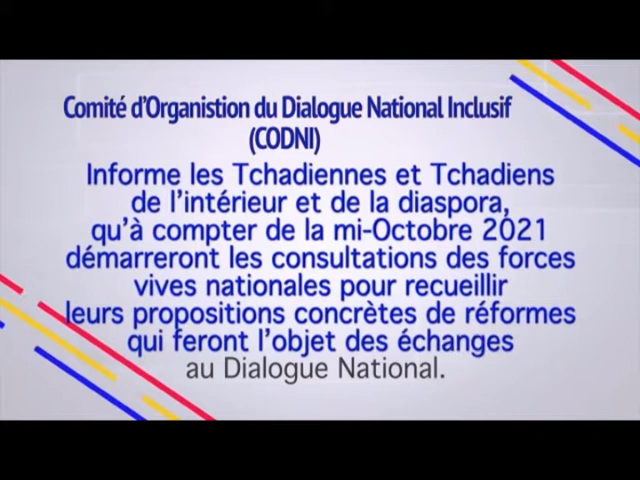 Comité d'Organistion du Dialogue National Inclusif
(CODNI)
Informe les Tchadiennes et Tchadiens
de l'intérieur et de la diaspora,
qu'à compter de la mi-Octobre 2021
démarreront les consultations des forces
vives nationales pour recueillir
leurs propositions concrètes de réformes
qui feront l'objet des échanges
au Dialogue National.